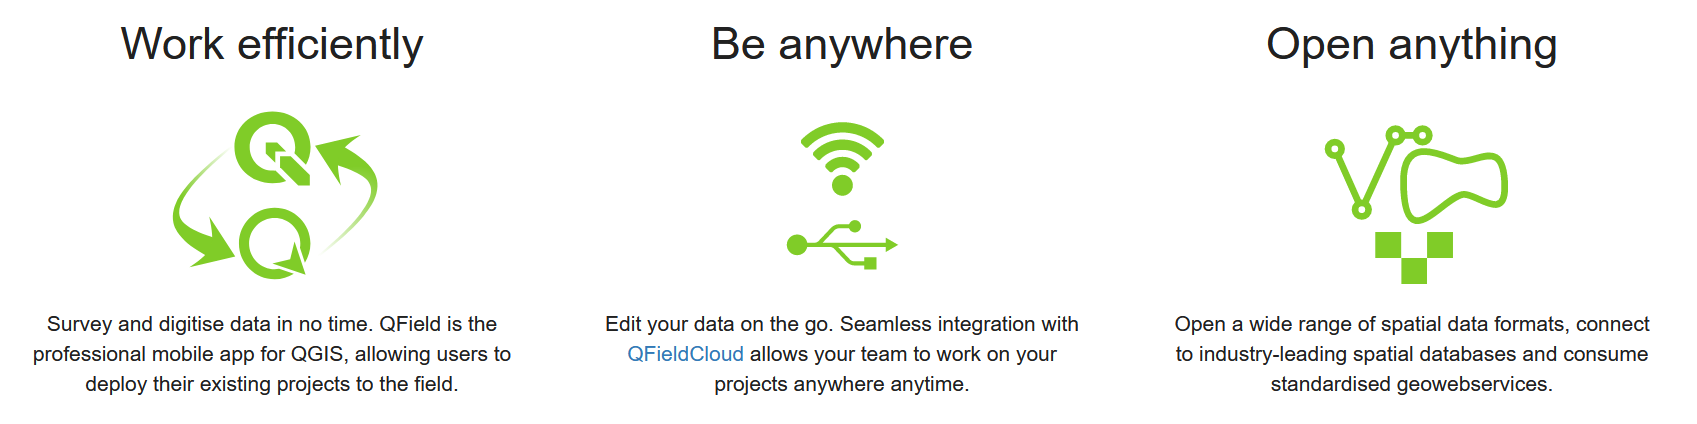 Work efficiently
Survey and digitise data in no time. QField is the
professional mobile app for QGIS, allowing users to
deploy their existing projects to the field.
Be anywhere
Edit your data on the go. Seamless integration with
QFieldCloud allows your team to work on your
projects anywhere anytime.
Open anything
Open a wide range of spatial data formats, connect
to industry-leading spatial databases and consume
standardised geowebservices.